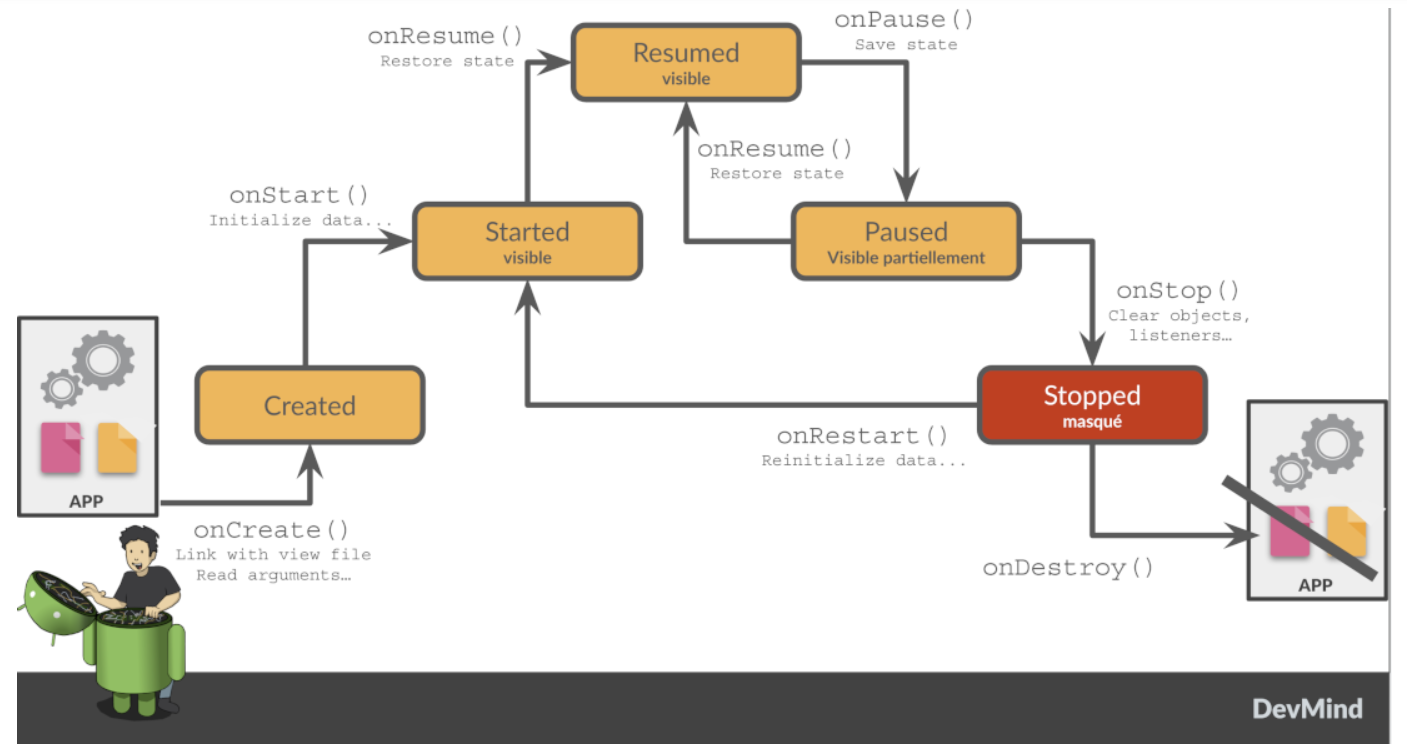 onPause()
Save state
onResume()
Restore state
Resumed
visible
onResume()
Restore state
onStart()
Initialize data...
Started
visible
Paused
Visible partiellement
onStop()
Clear objects,
listeners…
Created
Stopped
masqué
onRestart()
Reinitialize data...
APP
onCreate()
Link with view file
Read arguments…
onDestroy()
APP
DevMind